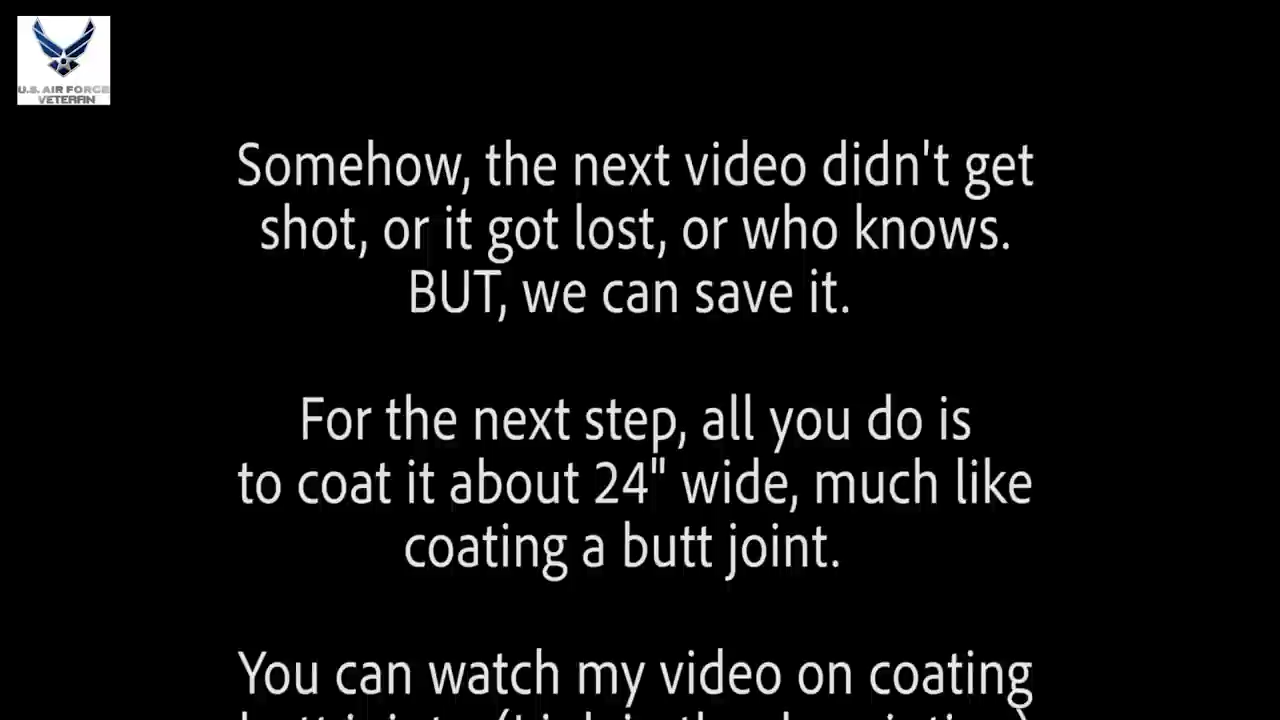 U.S. AIR FORCE
VETERAN
Somehow, the next video didn't get
shot, or it got lost, or who knows.
BUT, we can save it.
For the next step, all you do is
to coat it about 24" wide, much like
coating a butt joint.
You can watch my video on coating